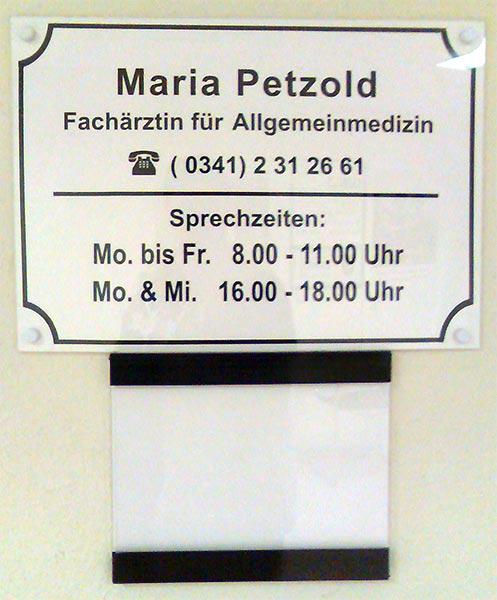 Maria Petzold
Fachärztin für Allgemeinmedizin
☎ ( 0341) 2 31 26 61
Sprechzeiten:
Mo. bis Fr. 8.00 - 11.00 Uhr
Mo. & Mi. 16.00 - 18.00 Uhr